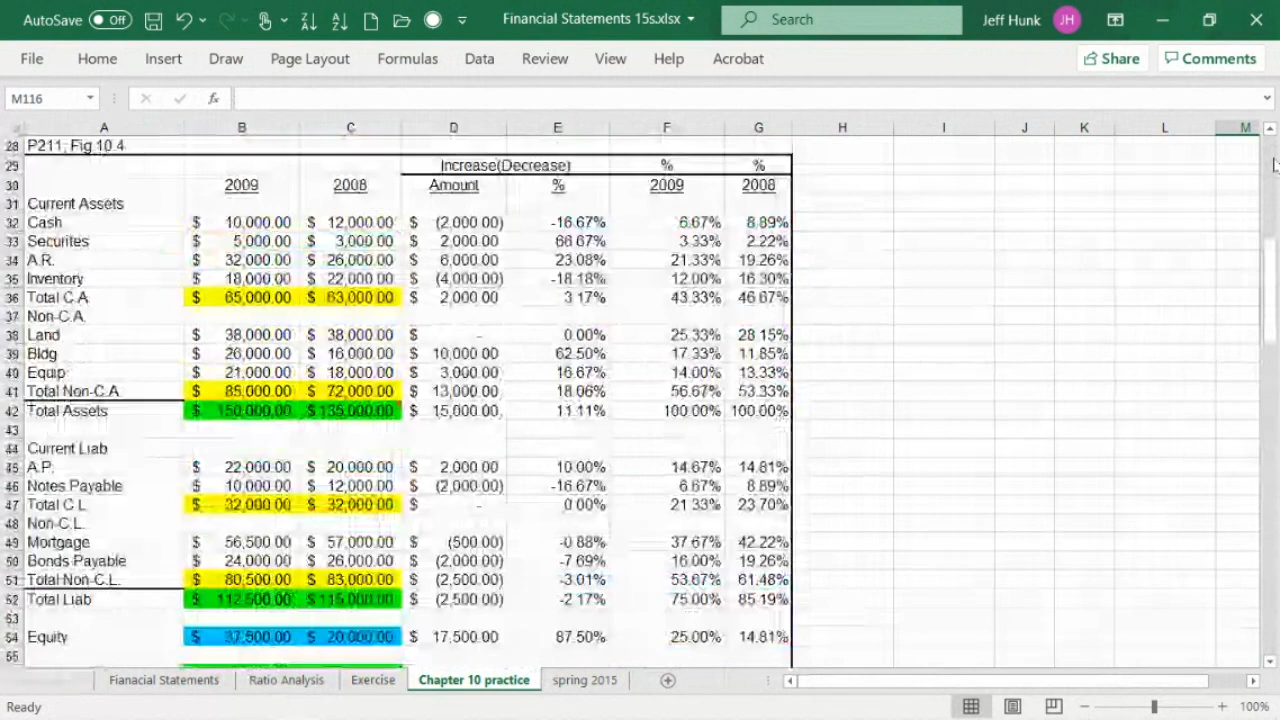 AutoSave Off Financial Statements 15s.xlsx Search Jeff Hunk JH
File Home Insert Draw Page Layout Formulas Data Review View Help Acrobat Share Comments
M116 fx
A B C D E F G H I J K L M
28 P211, Fig 10.4
29 Increase(Decrease) % %
30 2009 2008 Amount % 2009 2008
31 Current Assets
32 Cash $ 10,000.00 $ 12,000.00 $ (2,000.00) -16.67% 6.67% 8.89%
33 Securites $ 5,000.00 $ 3,000.00 $ 2,000.00 66.67% 3.33% 2.22%
34 A.R. $ 32,000.00 $ 26,000.00 $ 6,000.00 23.08% 21.33% 19.26%
35 Inventory $ 18,000.00 $ 22,000.00 $ (4,000.00) -18.18% 12.00% 16.30%
36 Total C.A $ 65,000.00 $ 63,000.00 $ 2,000.00 3.17% 43.33% 46.67%
37 Non-C.A.
38 Land $ 38,000.00 $ 38,000.00 $ - 0.00% 25.33% 28.15%
39 Bldg $ 26,000.00 $ 16,000.00 $ 10,000.00 62.50% 17.33% 11.85%
40 Equip $ 21,000.00 $ 18,000.00 $ 3,000.00 16.67% 14.00% 13.33%
41 Total Non-C.A. $ 85,000.00 $ 72,000.00 $ 13,000.00 18.06% 56.67% 53.33%
42 Total Assets $ 150,000.00 $ 135,000.00 $ 15,000.00 11.11% 100.00% 100.00%
43
44 Current Liab
45 A.P. $ 22,000.00 $ 20,000.00 $ 2,000.00 10.00% 14.67% 14.81%
46 Notes Payable $ 10,000.00 $ 12,000.00 $ (2,000.00) -16.67% 6.67% 8.89%
47 Total C.L $ 32,000.00 $ 32,000.00 $ - 0.00% 21.33% 23.70%
48 Non-C.L.
49 Mortgage $ 56,500.00 $ 57,000.00 $ (500.00) -0.88% 37.67% 42.22%
50 Bonds Payable $ 24,000.00 $ 26,000.00 $ (2,000.00) -7.69% 16.00% 19.26%
51 Total Non-C.L. $ 80,500.00 $ 83,000.00 $ (2,500.00) -3.01% 53.67% 61.48%
52 Total Liab $ 112,500.00 $ 115,000.00 $ (2,500.00) -2.17% 75.00% 85.19%
53
54 Equity $ 37,500.00 $ 20,000.00 $ 17,500.00 87.50% 25.00% 14.81%
55
Fianacial Statements Ratio Analysis Exercise Chapter 10 practice spring 2015
Ready 100%